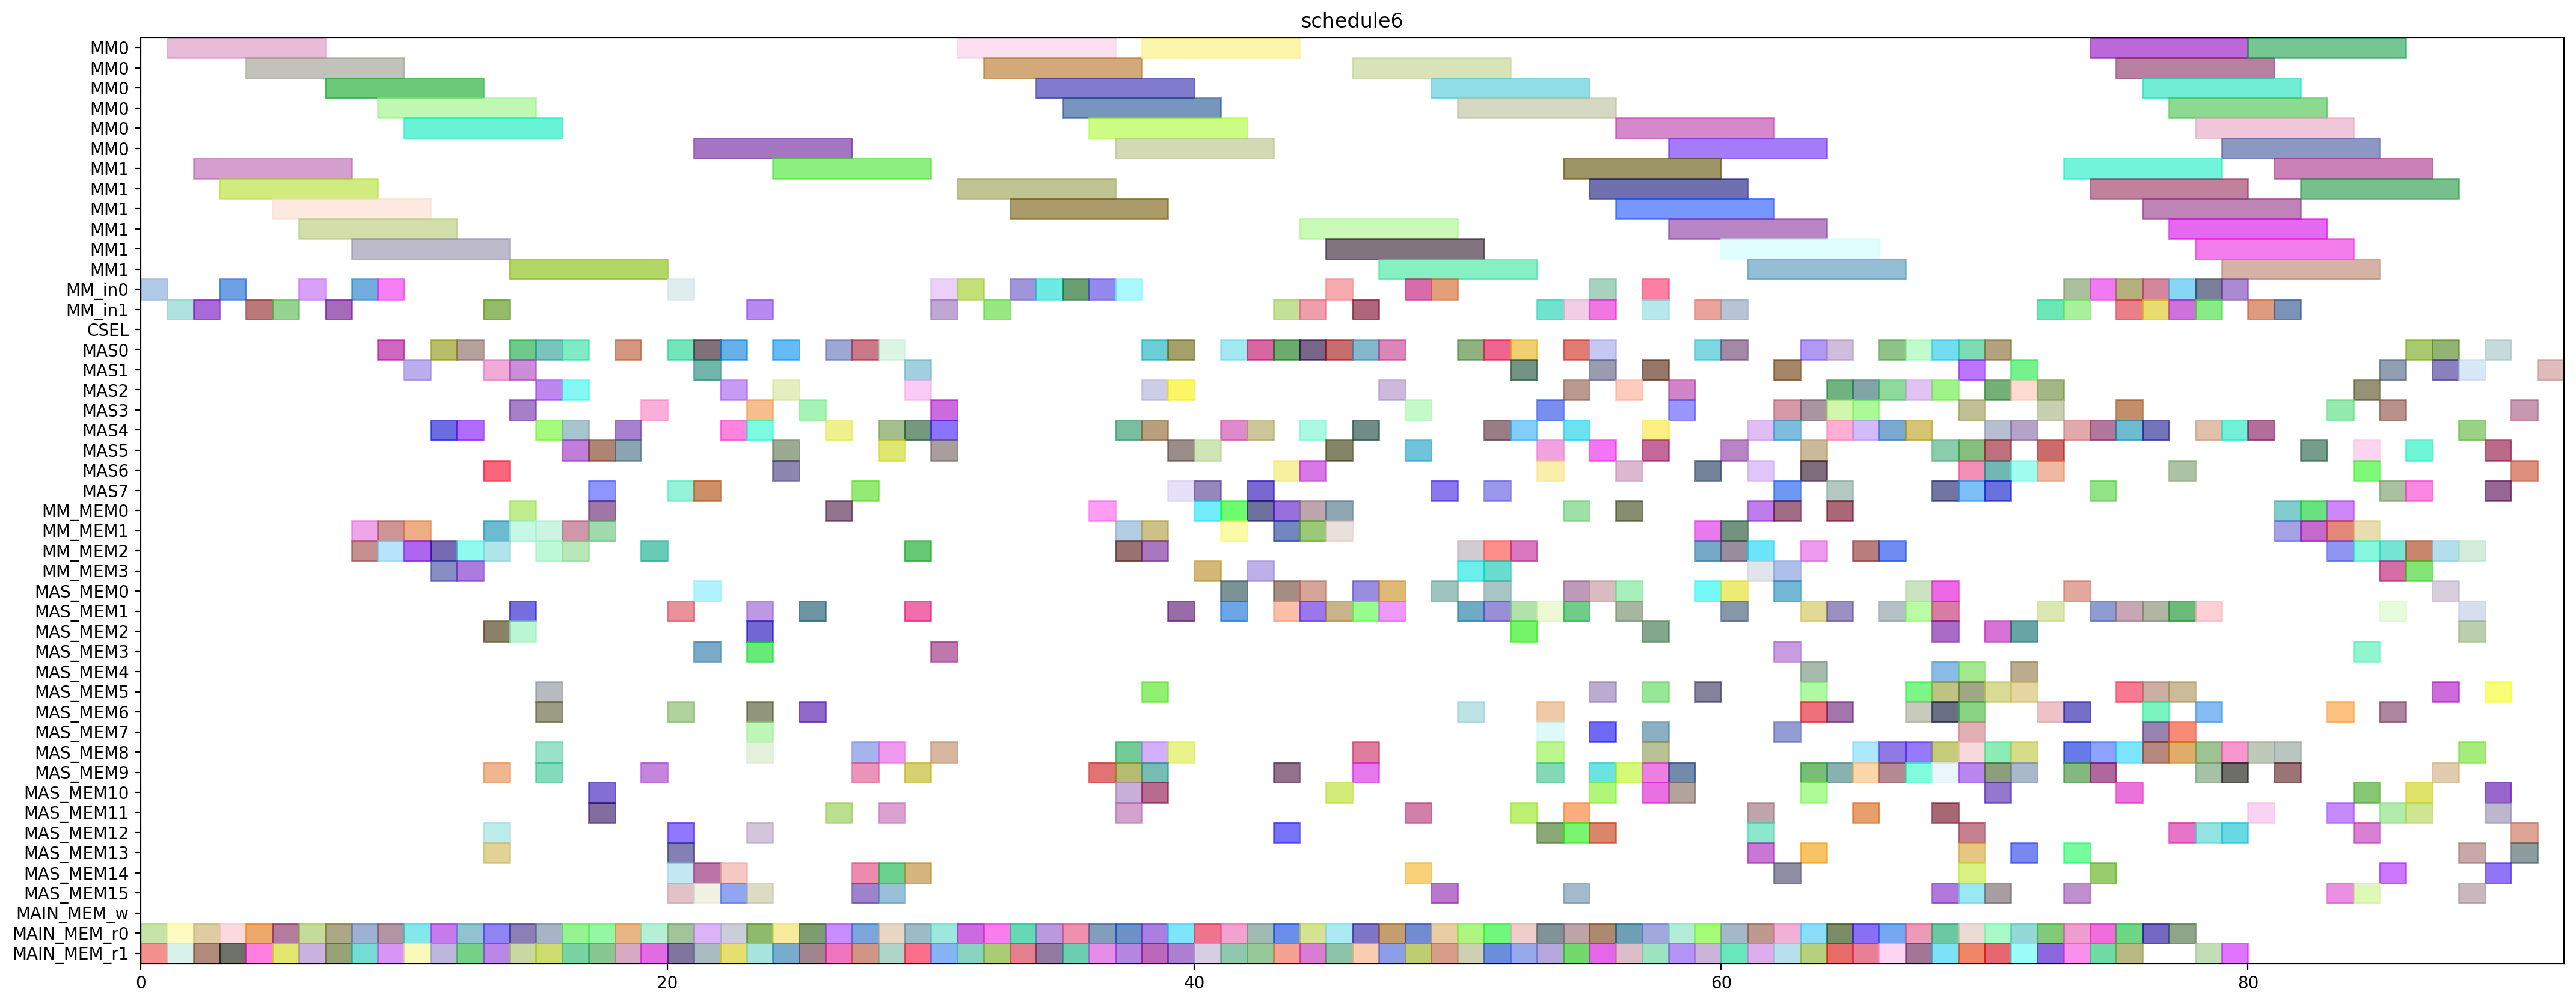 schedule6
MM0
MM0
MM0
MM0
MM0
MM0
MM1
MM1
MM1
MM1
MM1
MM1
MM_in0
MM_in1
CSEL
MAS0
MAS1
MAS2
MAS3
MAS4
MAS5
MAS6
MAS7
MM_MEM0
MM_MEM1
MM_MEM2
MM_MEM3
MAS_MEM0
MAS_MEM1
MAS_MEM2
MAS_MEM3
MAS_MEM4
MAS_MEM5
MAS_MEM6
MAS_MEM7
MAS_MEM8
MAS_MEM9
MAS_MEM10
MAS_MEM11
MAS_MEM12
MAS_MEM13
MAS_MEM14
MAS_MEM15
MAIN_MEM_w
MAIN_MEM_r0
MAIN_MEM_r1
0 20 40 60 80